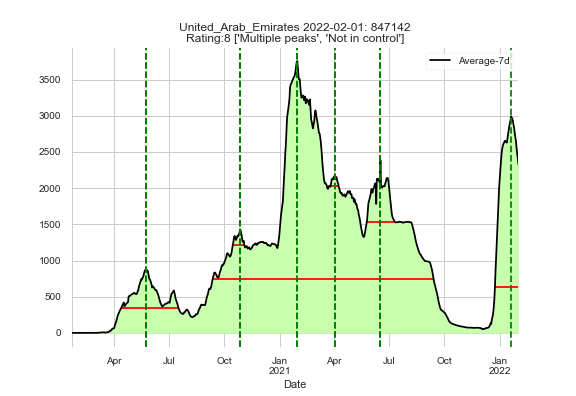 United_Arab_Emirates 2022-02-01: 847142
Rating:8 ['Multiple peaks', 'Not in control']
Average-7d
3500
3000
2500
2000
1500
1000
500
0
Apr Jul Oct Jan Apr Jul Oct Jan
2021 2022
Date